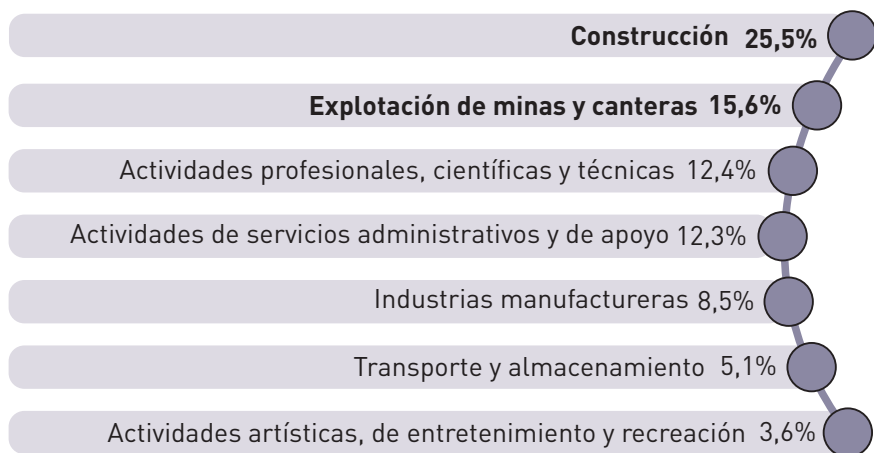 Construcción 25,5%
Explotación de minas y canteras 15,6%
Actividades profesionales, científicas y técnicas 12,4%
Actividades de servicios administrativos y de apoyo 12,3%
Industrias manufactureras 8,5%
Transporte y almacenamiento 5,1%
Actividades artísticas, de entretenimiento y recreación 3,6%